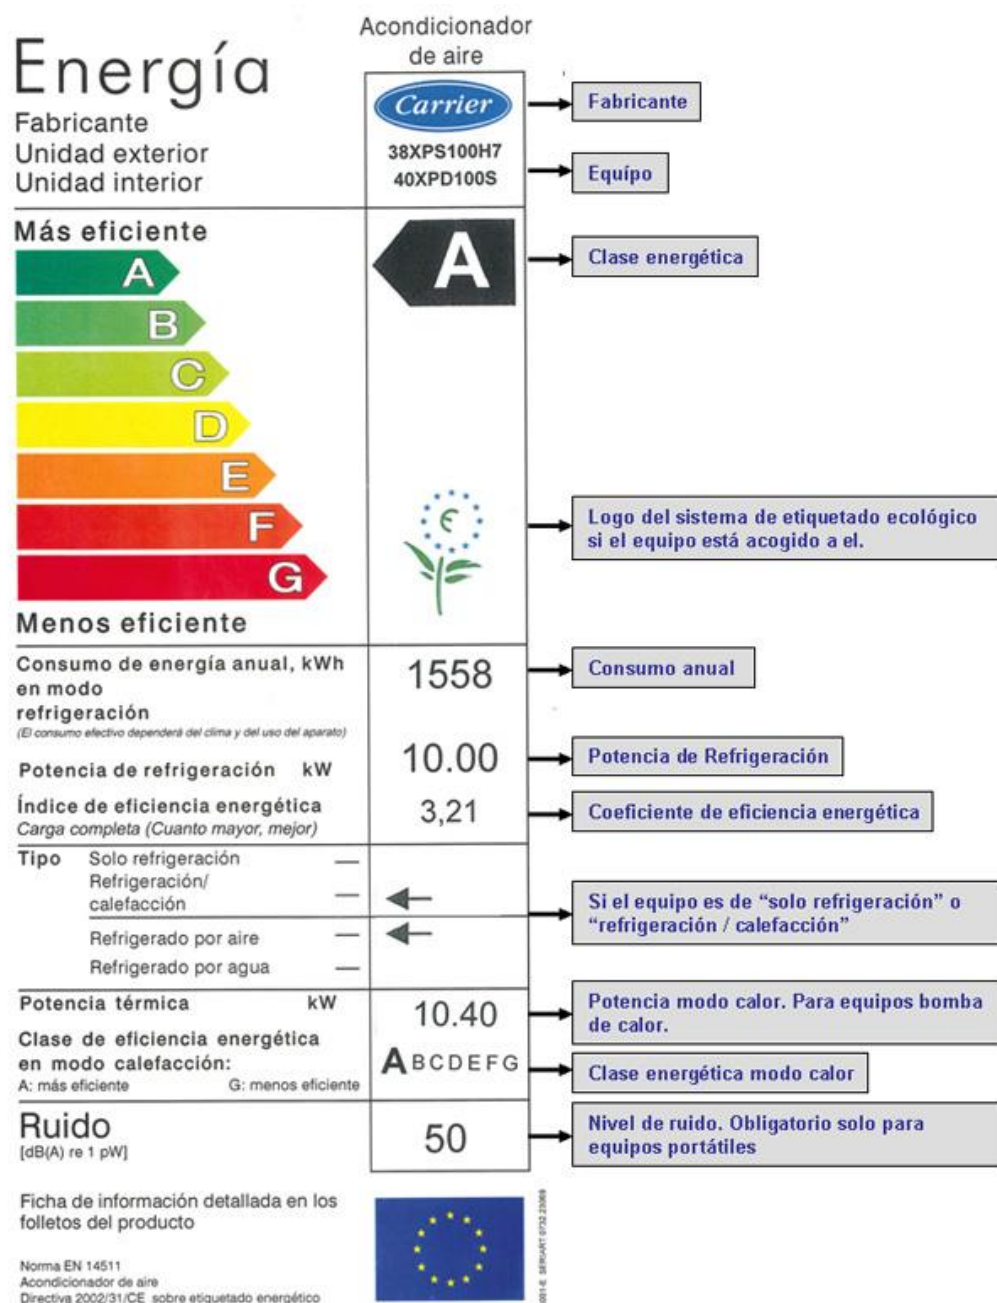 Acondicionador
de aire
Energía
Carrier
Fabricante
Fabricante
Unidad exterior
38XPS100H7
Unidad interior
40XPD100S
Equípo
Más eficiente
A
A
Clase energética
B
C
D
E
F
Logo del sistema de etiquetado ecológico
si el equipo está acogido a el.
G
Menos eficiente
Consumo de energía anual, kWh
en modo
refrigeración
(El consumo efectivo dependerá del clima y del uso del aparato)
1558
Consumo anual
Potencia de refrigeración kW
10.00
Potencia de Refrigeración
Índice de eficiencia energética
Carga completa (Cuanto mayor, mejor)
3,21
Coeficiente de eficiencia energética
Tipo Solo refrigeración —
Refrigeración/
calefacción —
Si el equipo es de “solo refrigeración” o
“refrigeración / calefacción”
Refrigerado por aire —
Refrigerado por agua —
Potencia térmica kW
10.40
Potencia modo calor. Para equipos bomba
de calor.
Clase de eficiencia energética
en modo calefacción:
A: más eficiente G: menos eficiente
A B C D E F G
Clase energética modo calor
Ruido
[dB(A) re 1 pW]
50
Nivel de ruido. Obligatorio solo para
equipos portátiles
Ficha de información detallada en los
folletos del producto
Norma EN 14511
Acondicionador de aire
Directiva 2002/31/CE sobre etiquetado energético